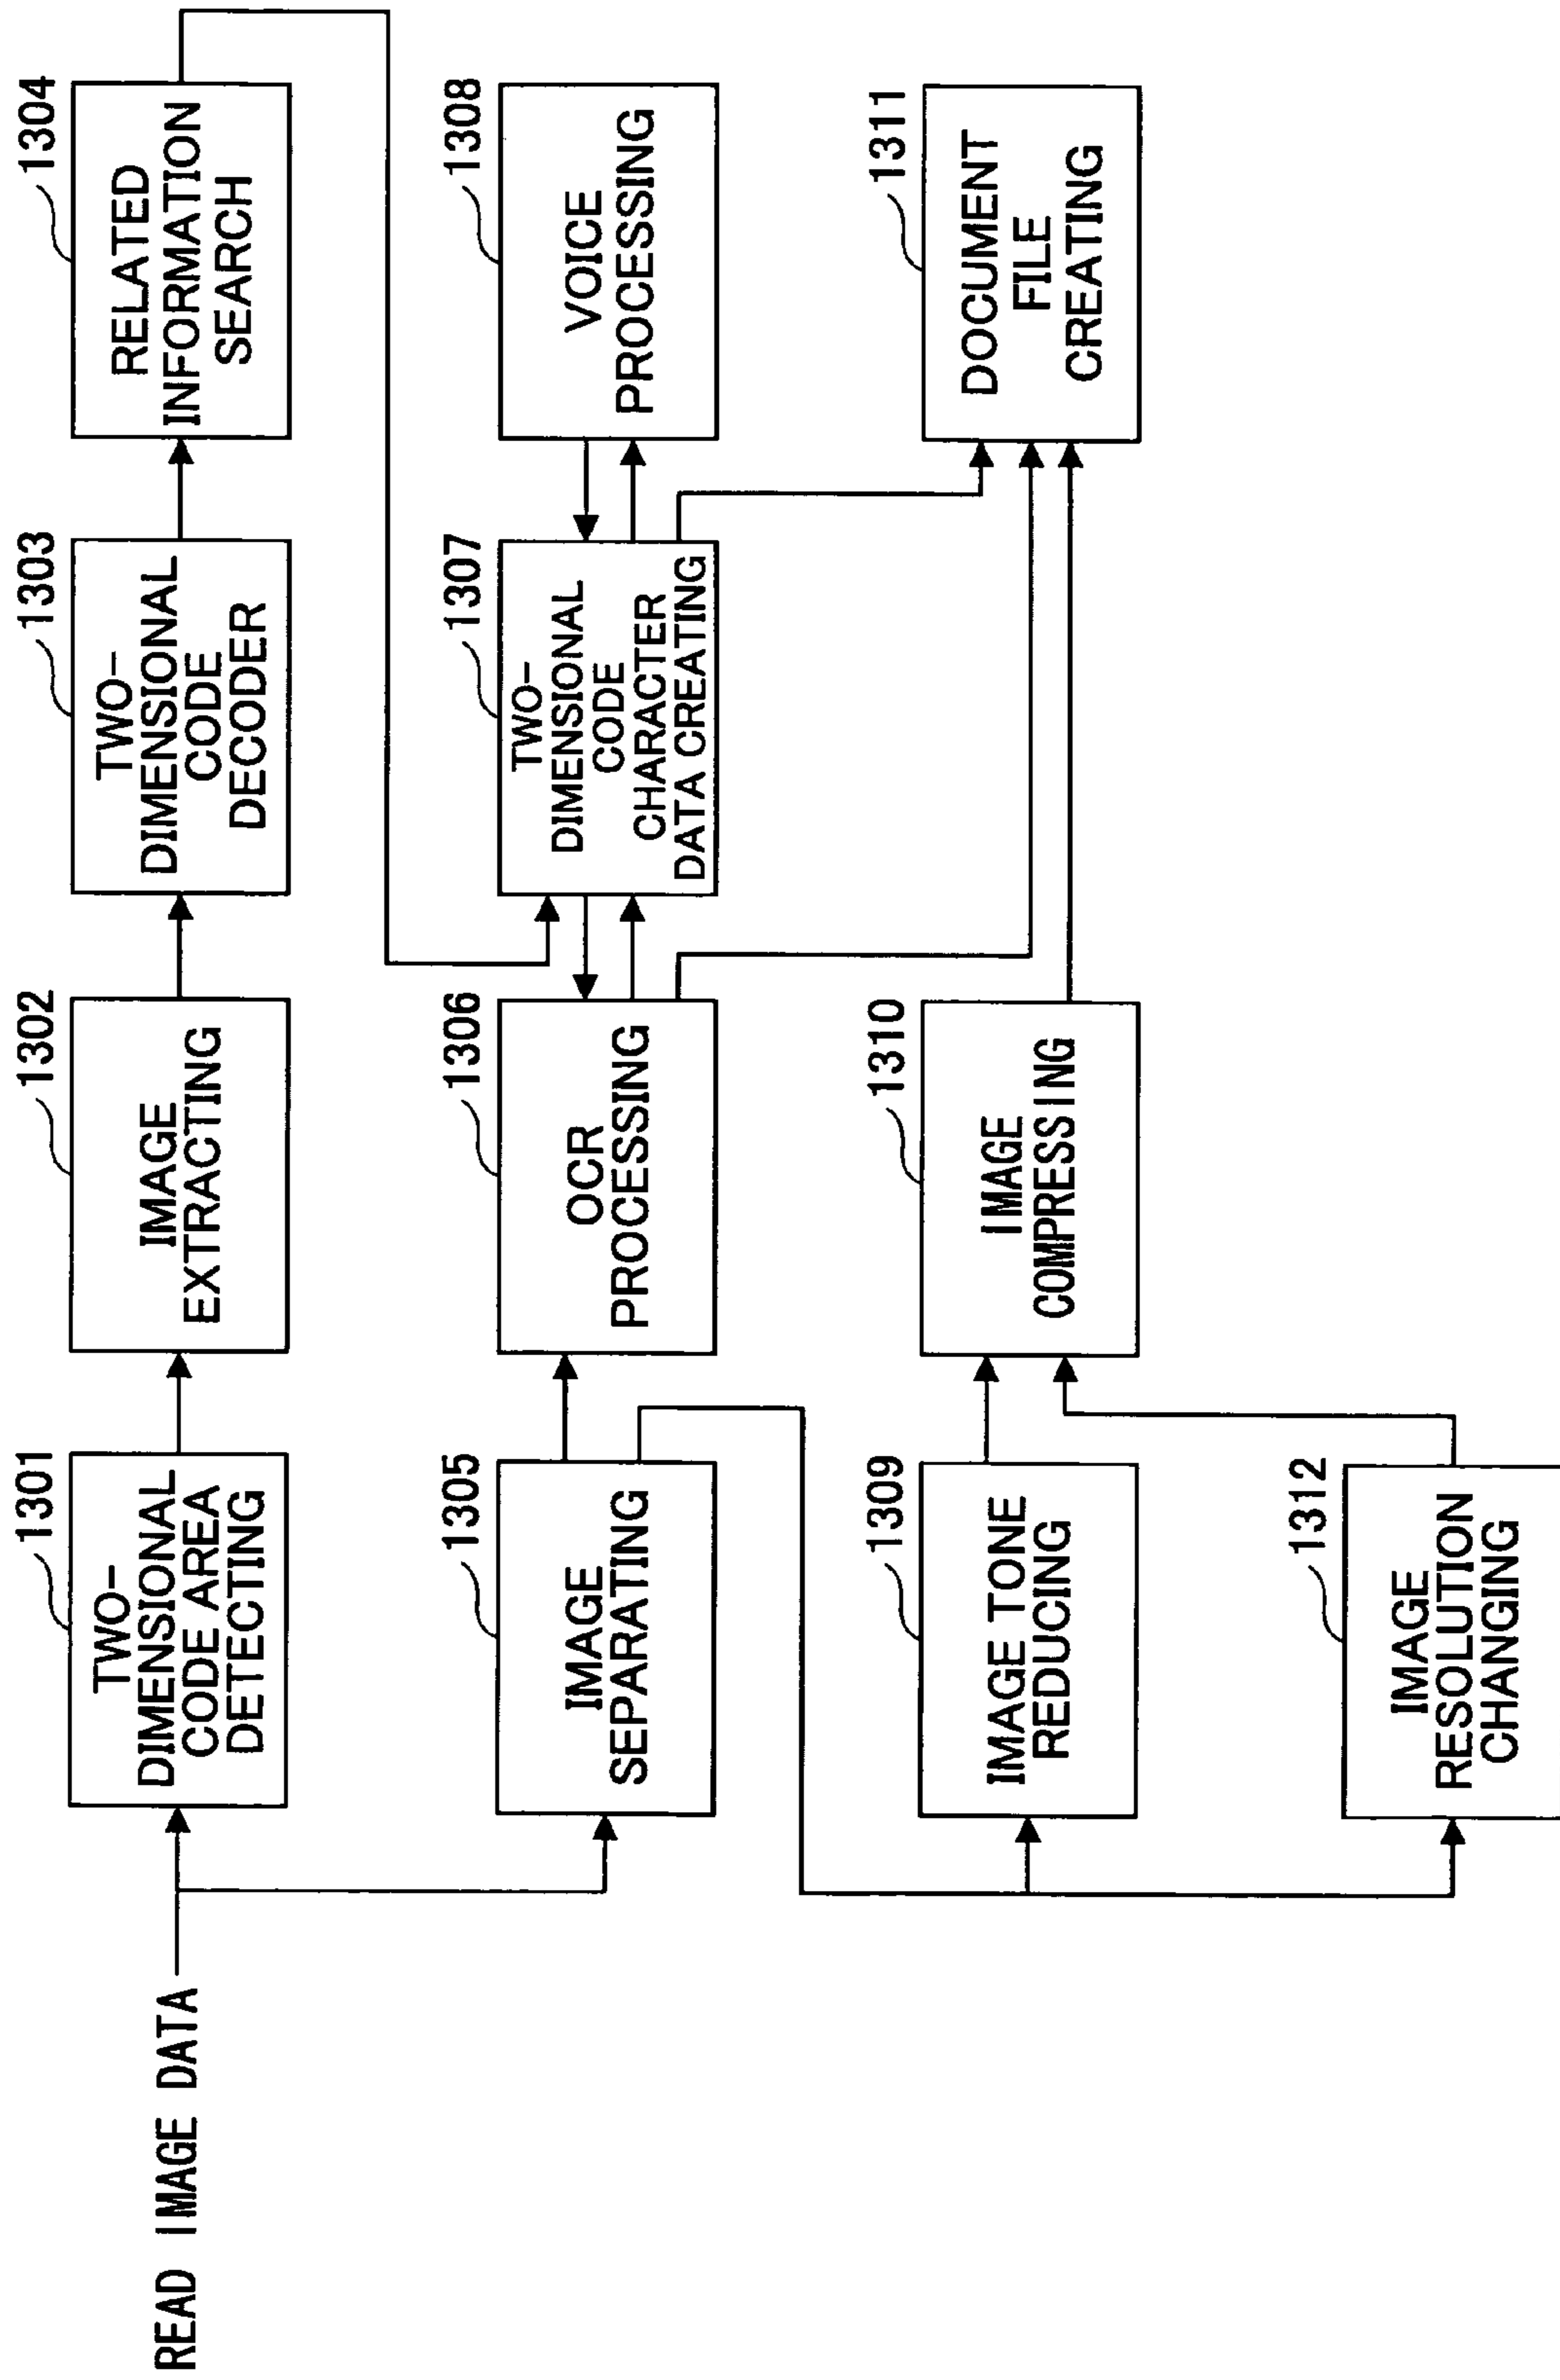 READ IMAGE DATA
1301
TWO-
DIMENSIONAL
CODE AREA
DETECTING
1302
IMAGE
EXTRACTING
1303
TWO-
DIMENSIONAL
CODE
DECODER
1304
RELATED
INFORMATION
SEARCH
1305
IMAGE
SEPARATING
1306
OCR
PROCESSING
1307
TWO-
DIMENSIONAL
CODE
CHARACTER
DATA CREATING
1308
VOICE
PROCESSING
1309
IMAGE TONE
REDUCING
1310
IMAGE
COMPRESSING
1311
DOCUMENT
FILE
CREATING
1312
IMAGE
RESOLUTION
CHANGING